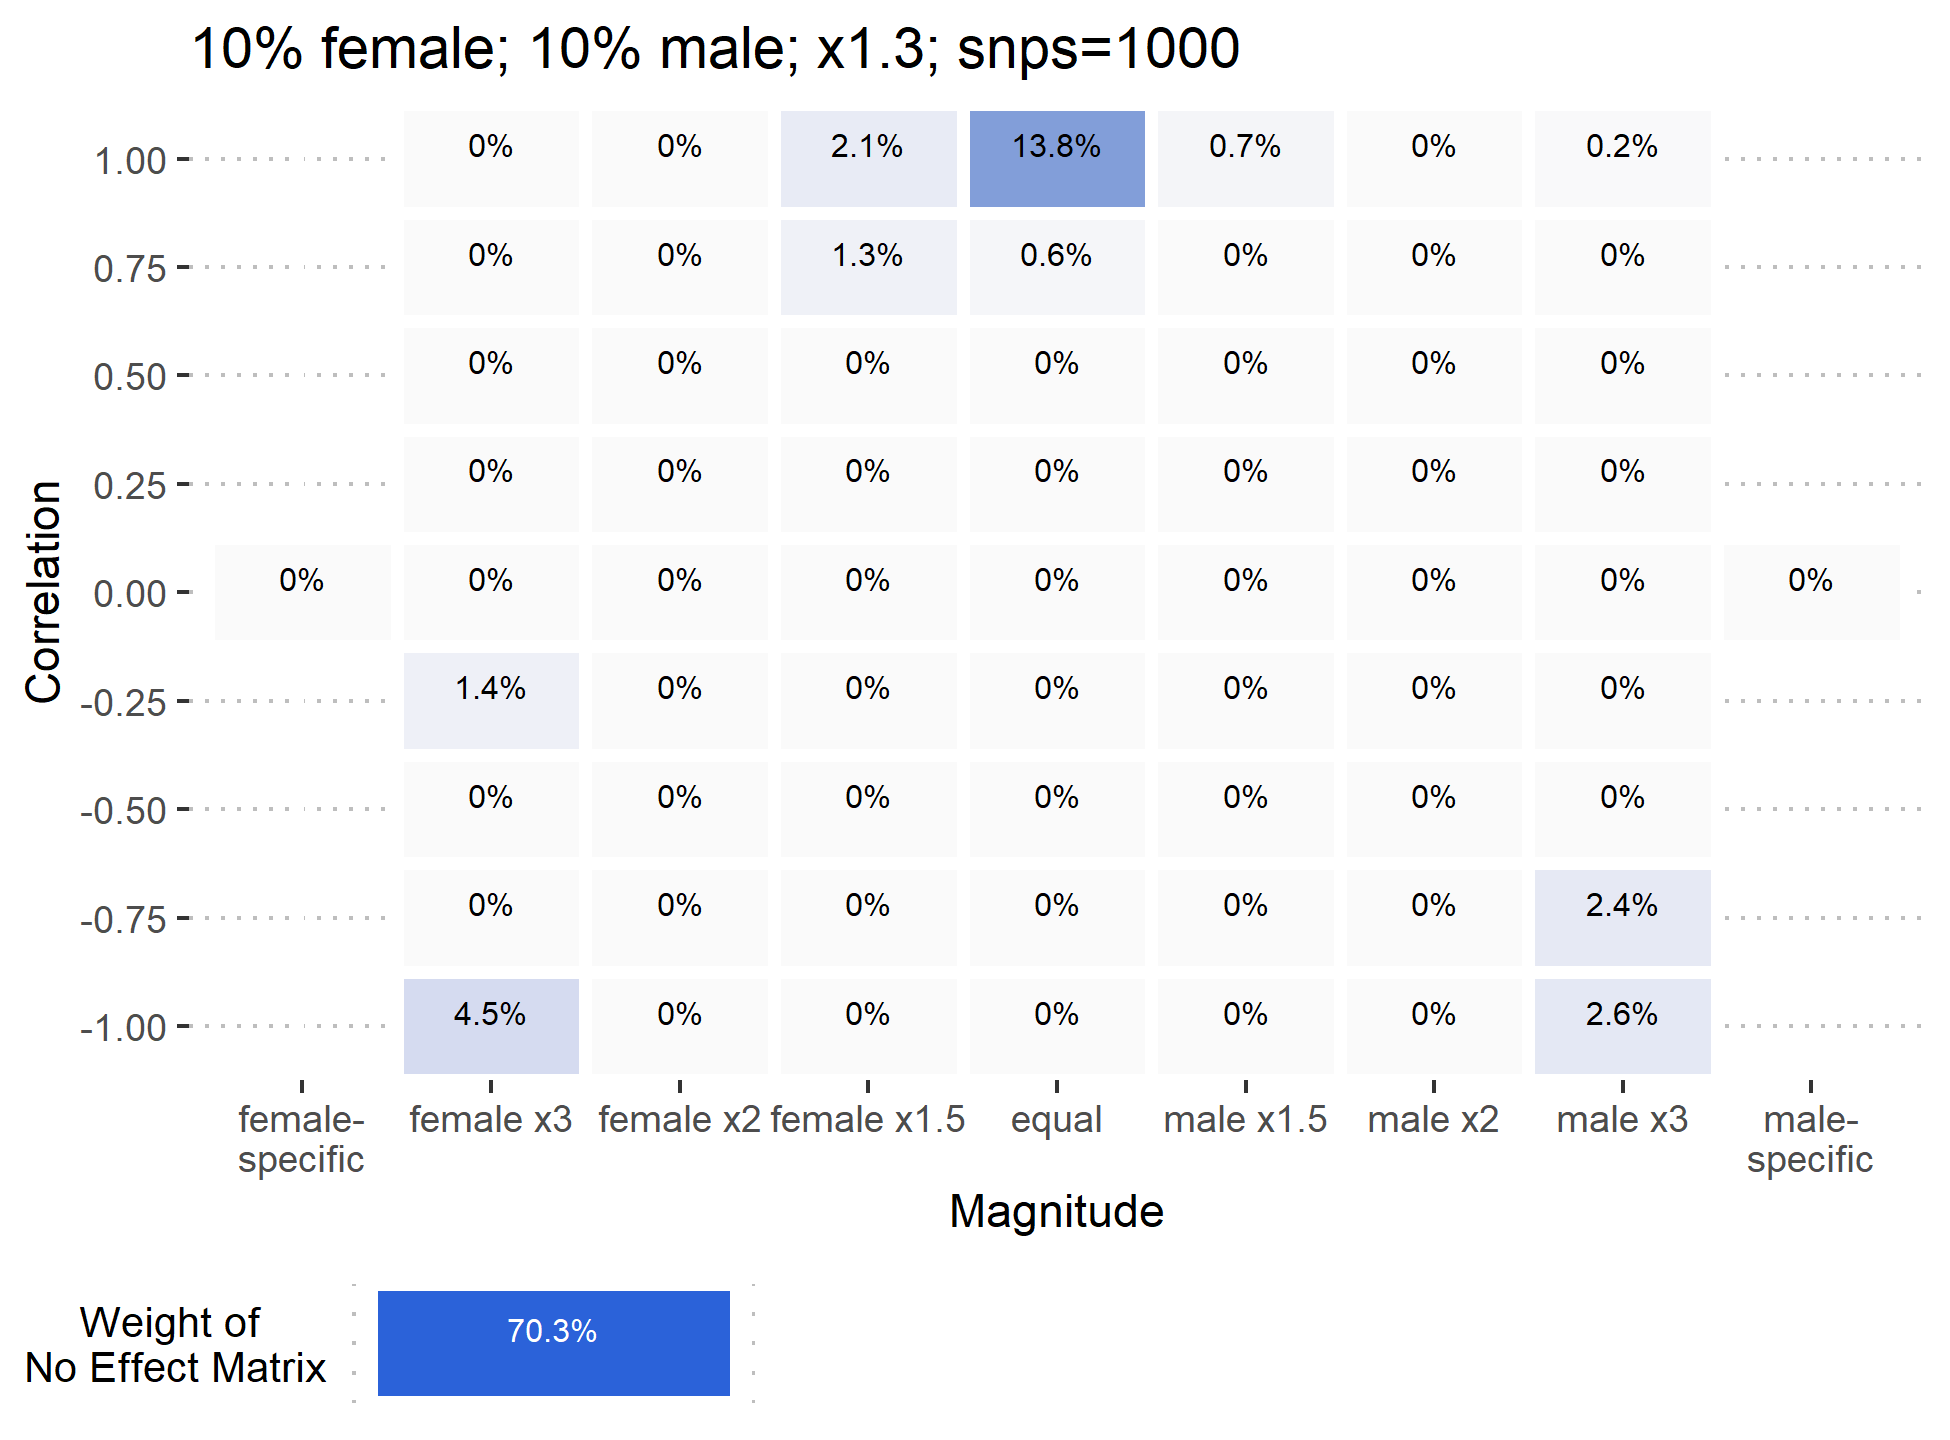 10% female; 10% male; x1.3; snps=1000
Correlation
1.00 0% 0% 2.1% 13.8% 0.7% 0% 0.2%
0.75 0% 0% 1.3% 0.6% 0% 0% 0%
0.50 0% 0% 0% 0% 0% 0% 0%
0.25 0% 0% 0% 0% 0% 0% 0%
0.00 0% 0% 0% 0% 0% 0% 0% 0% 0%
-0.25 1.4% 0% 0% 0% 0% 0% 0%
-0.50 0% 0% 0% 0% 0% 0% 0%
-0.75 0% 0% 0% 0% 0% 0% 2.4%
-1.00 4.5% 0% 0% 0% 0% 0% 2.6%
female- female x3 female x2 female x1.5 equal male x1.5 male x2 male x3 male-
specific specific
Magnitude
Weight of
No Effect Matrix
70.3%